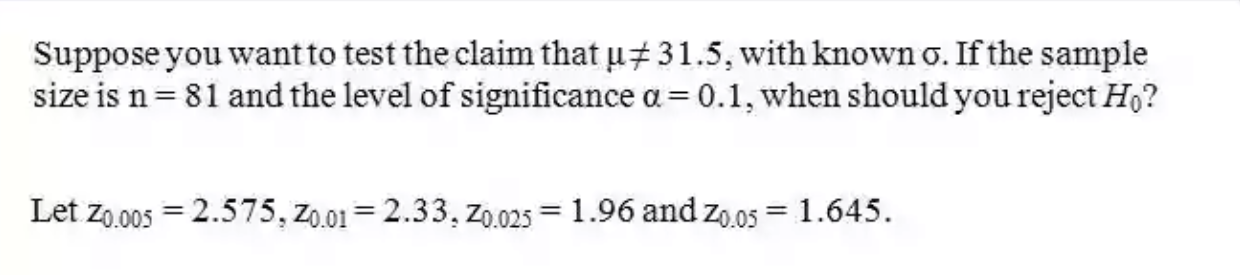 Suppose you want to test the claim that μ ≠ 31.5, with known σ. If the sample
size is n = 81 and the level of significance α = 0.1, when should you reject H₀?
Let z₀.₀₀₅ = 2.575, z₀.₀₁ = 2.33, z₀.₀₂₅ = 1.96 and z₀.₀₅ = 1.645.